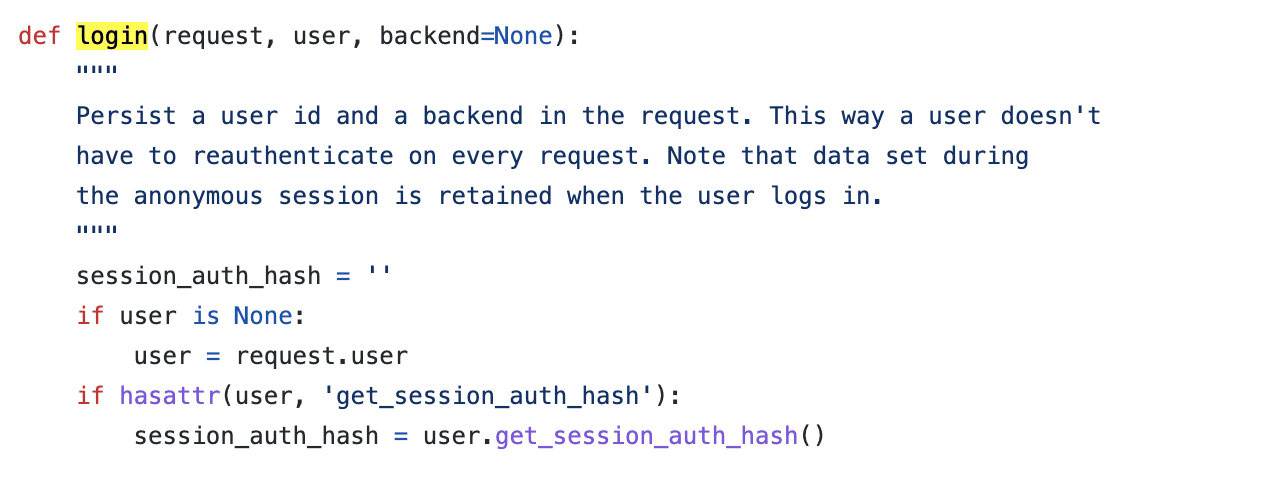 def login(request, user, backend=None):
    """
    Persist a user id and a backend in the request. This way a user doesn't
    have to reauthenticate on every request. Note that data set during
    the anonymous session is retained when the user logs in.
    """
    session_auth_hash = ''
    if user is None:
        user = request.user
    if hasattr(user, 'get_session_auth_hash'):
        session_auth_hash = user.get_session_auth_hash()